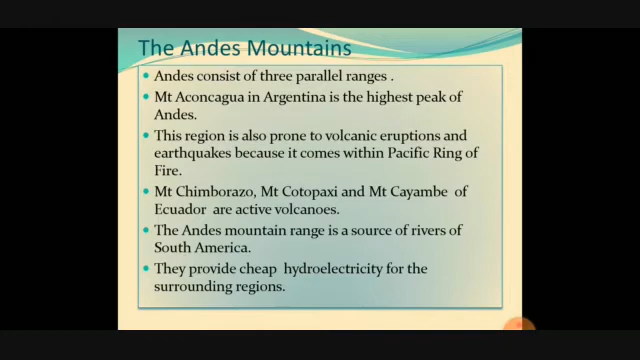 The Andes Mountains
Andes consist of three parallel ranges .
Mt Aconcagua in Argentina is the highest peak of
Andes.
This region is also prone to volcanic eruptions and
earthquakes because it comes within Pacific Ring of
Fire.
Mt Chimborazo, Mt Cotopaxi and Mt Cayambe of
Ecuador are active volcanoes.
The Andes mountain range is a source of rivers of
South America.
They provide cheap hydroelectricity for the
surrounding regions.